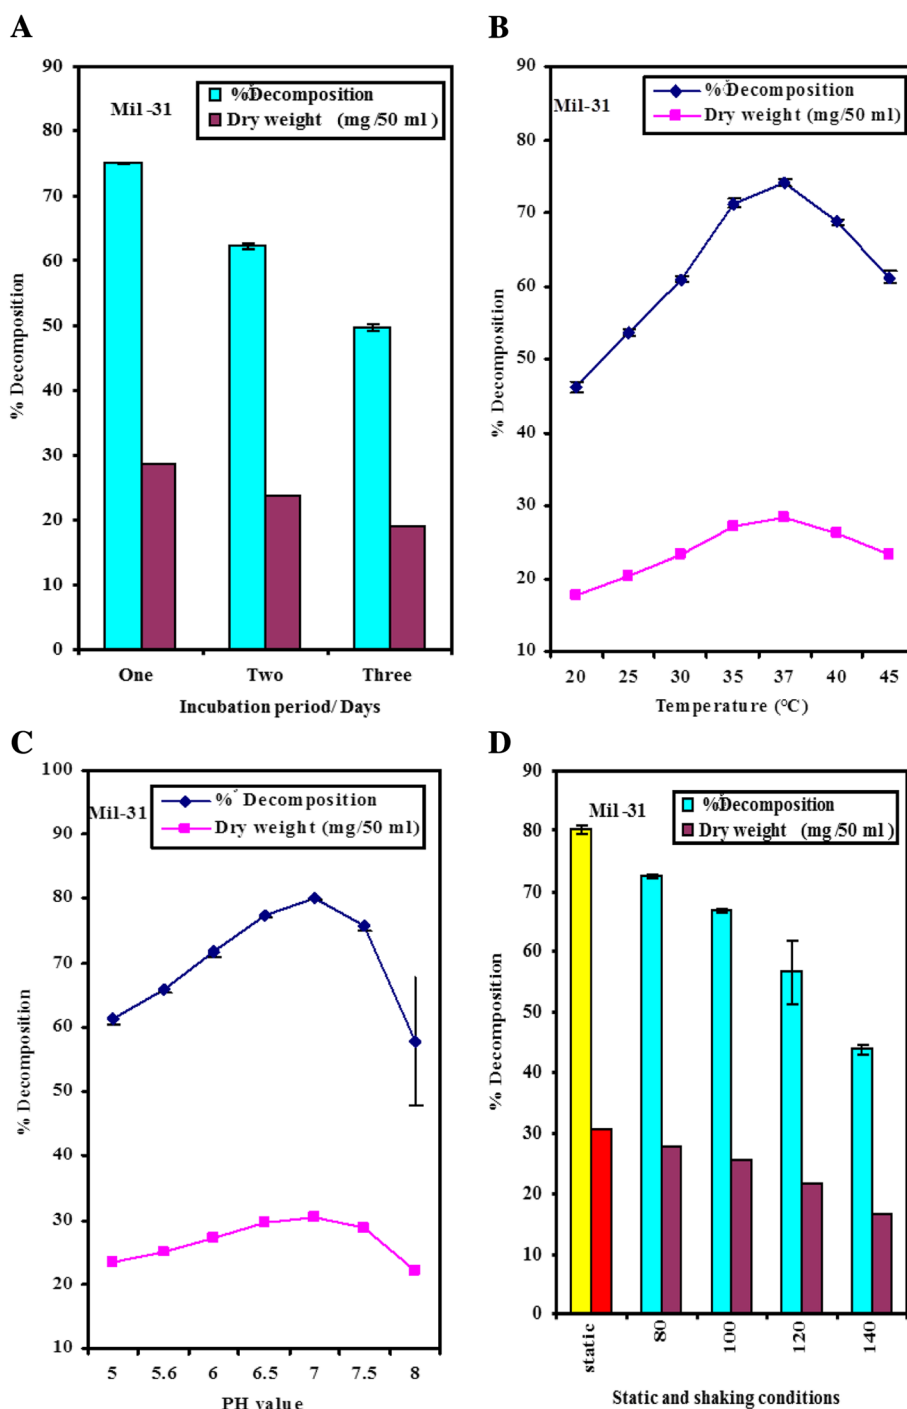 A
90
80
70
60
50
40
30
20
10
0
Mil-31
% Decomposition
Dry weight (mg/50 ml)
% Decomposition
One Two Three
Incubation period/ Days
B
90
80
70
60
50
40
30
20
10
Mil-31
% Decomposition
Dry weight (mg/50 ml)
% Decomposition
20 25 30 35 37 40 45
Temperature (°C)
C
100
90
80
70
60
50
40
30
20
10
Mil-31
% Decomposition
Dry weight (mg/50 ml)
% Decomposition
5 5.6 6 6.5 7 7.5 8
PH value
D
90
80
70
60
50
40
30
20
10
0
Mil-31
% Decomposition
Dry weight (mg/50 ml)
% Decomposition
static 80 100 120 140
Static and shaking conditions